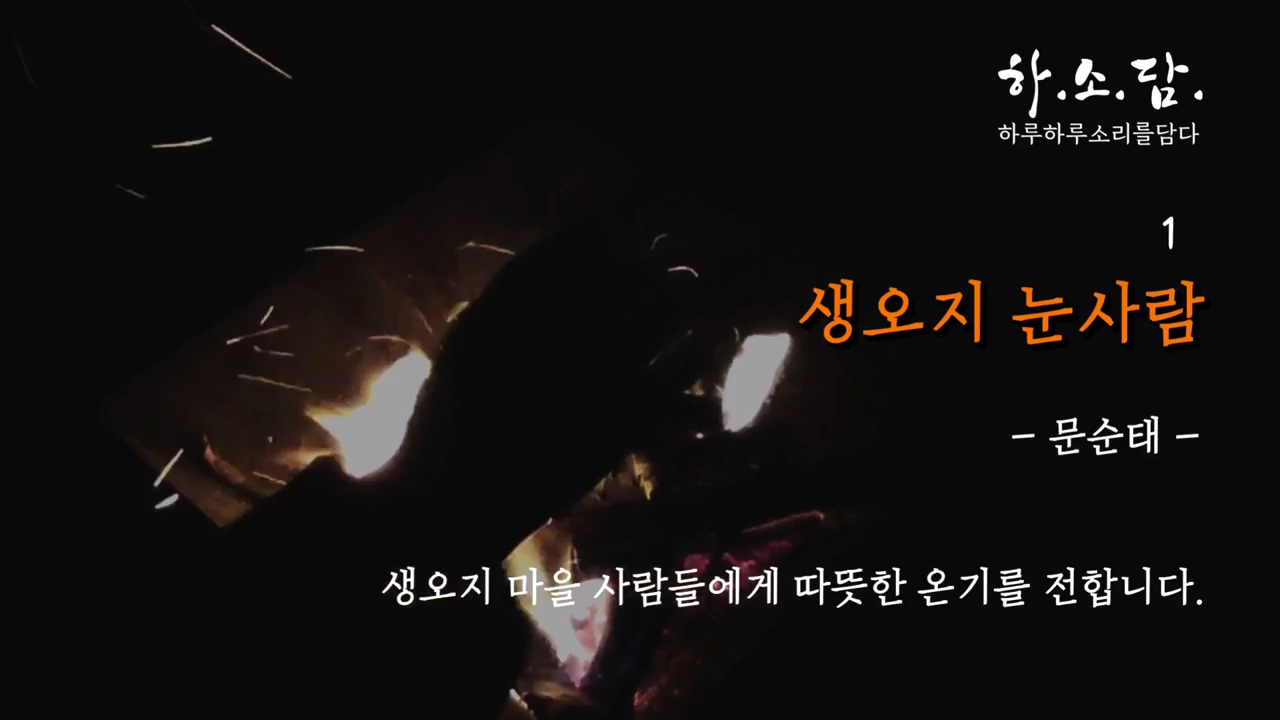 하.소.담.
하루하루소리를담다
1
생오지 눈사람
– 문순태 –
생오지 마을 사람들에게 따뜻한 온기를 전합니다.